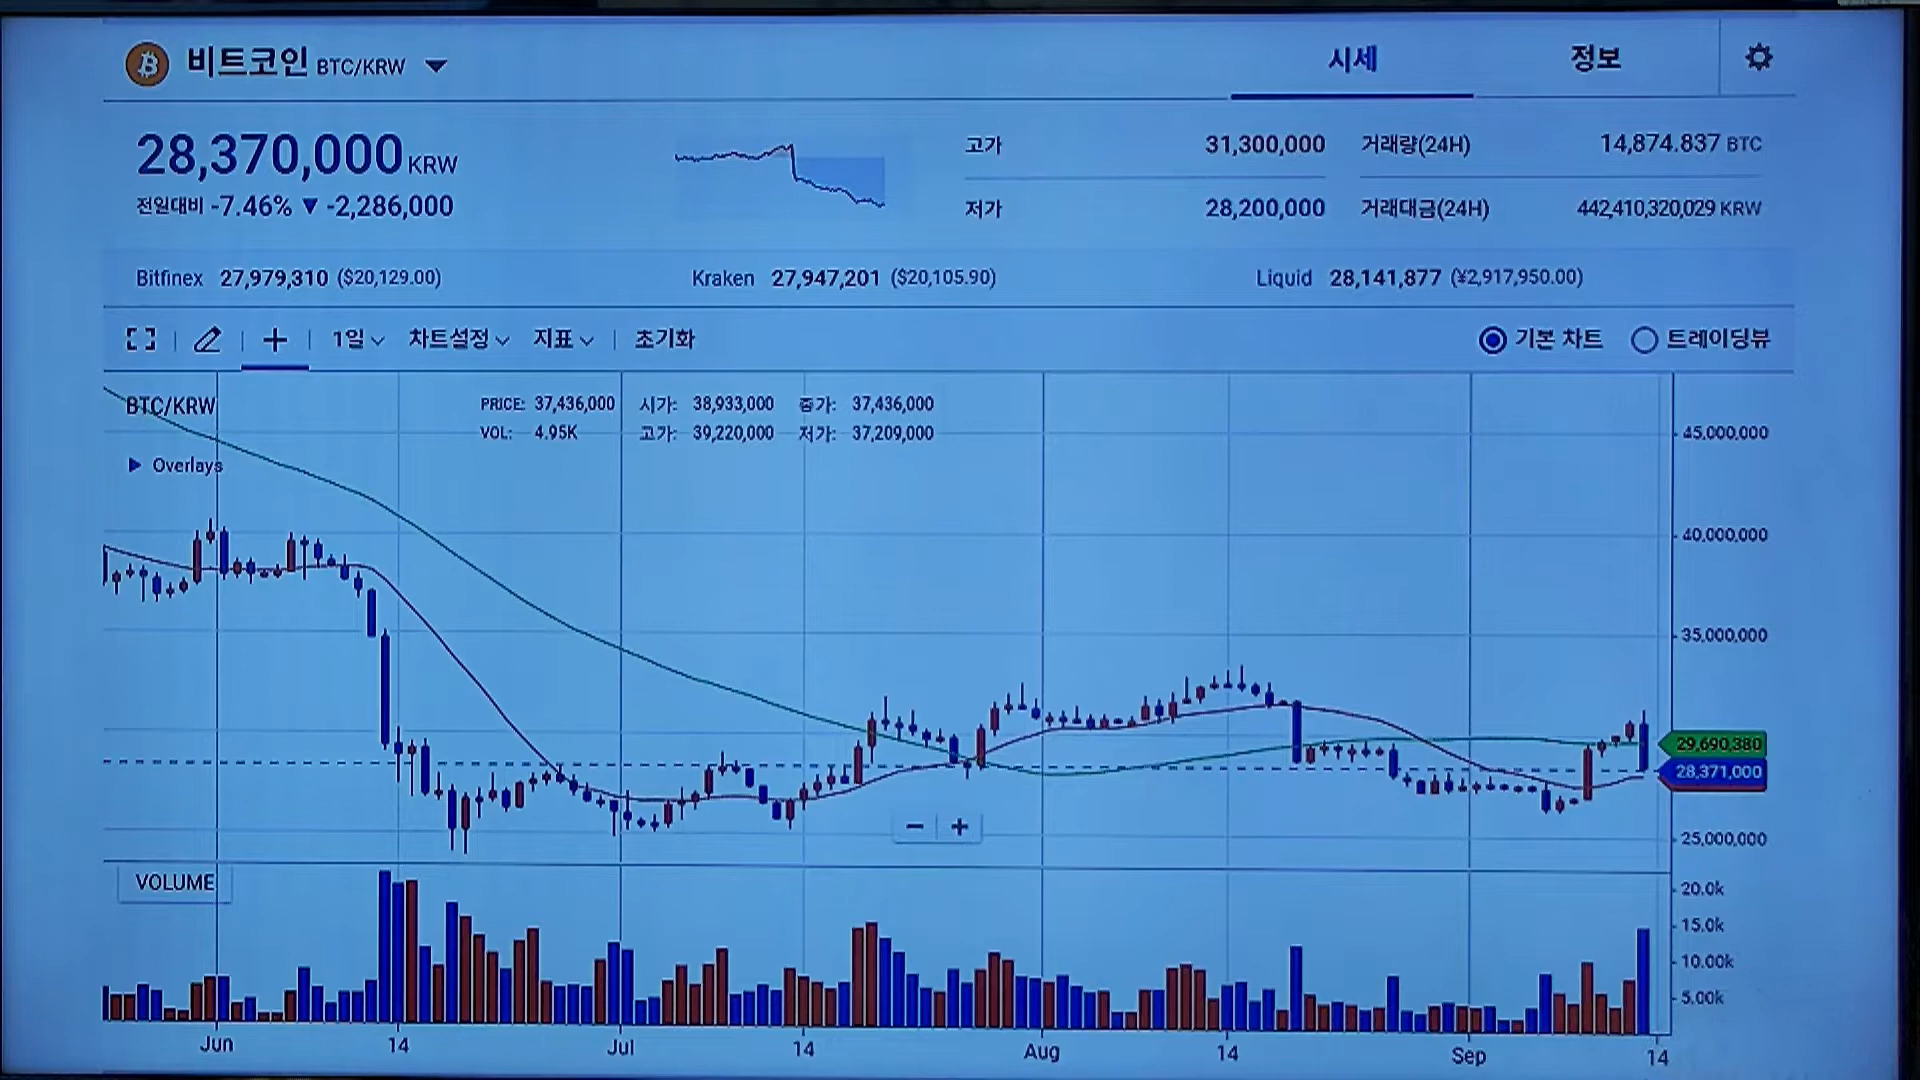 비트코인 BTC/KRW
시세
정보
28,370,000 KRW
전일대비 -7.46% ▼ -2,286,000
고가 31,300,000
거래량(24H) 14,874.837 BTC
저가 28,200,000
거래대금(24H) 442,410,320,029 KRW
Bitfinex 27,979,310 ($20,129.00)
Kraken 27,947,201 ($20,105.90)
Liquid 28,141,877 (¥2,917,950.00)
1일 차트설정 지표 초기화
기본 차트 트레이딩뷰
BTC/KRW
PRICE: 37,436,000 시가: 38,933,000 종가: 37,436,000
VOL: 4.95K 고가: 39,220,000 저가: 37,209,000
Overlays
45,000,000
40,000,000
35,000,000
29,690,380
28,371,000
25,000,000
VOLUME
20.0k
15.0k
10.00k
5.00k
Jun 14 Jul 14 Aug 14 Sep 14